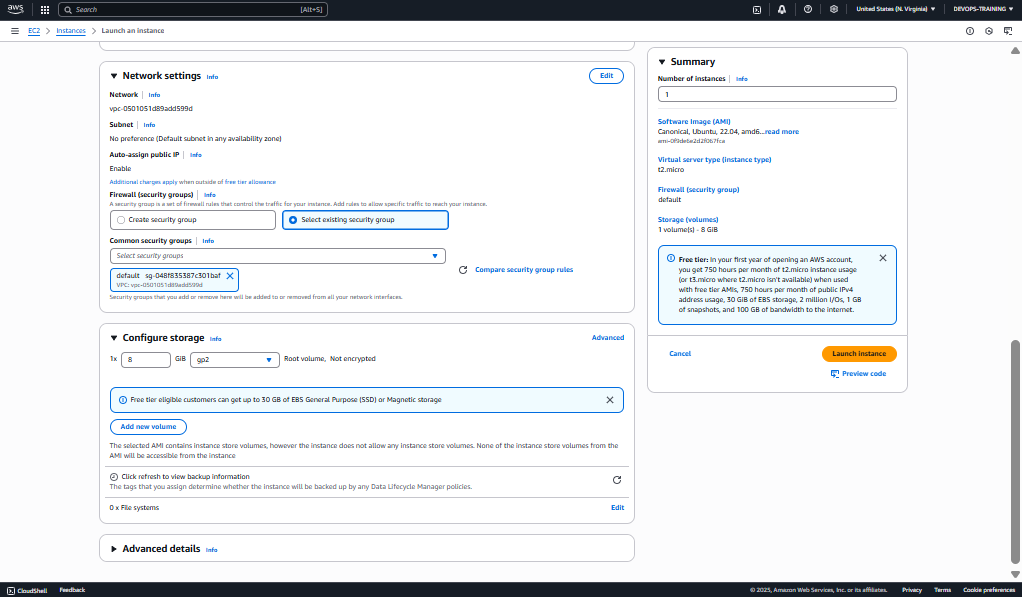 aws
Search
[Alt+S]
United States (N. Virginia)
DEVOPS-TRAINING
EC2
Instances
Launch an instance
Network settings Info
Edit
Network Info
vpc-0501051d89add599d
Subnet Info
No preference (Default subnet in any availability zone)
Auto-assign public IP Info
Enable
Additional charges apply when outside of free tier allowance
Firewall (security groups) Info
A security group is a set of firewall rules that control the traffic for your instance. Add rules to allow specific traffic to reach your instance.
Create security group
Select existing security group
Common security groups Info
Select security groups
Compare security group rules
default sg-048f835387c301baf
VPC: vpc-0501051d89add599d
Security groups that you add or remove here will be added to or removed from all your network interfaces.
Configure storage Info
Advanced
1x 8 GiB gp2 Root volume, Not encrypted
Free tier eligible customers can get up to 30 GB of EBS General Purpose (SSD) or Magnetic storage
Add new volume
The selected AMI contains instance store volumes, however the instance does not allow any instance store volumes. None of the instance store volumes from the
AMI will be accessible from the instance
Click refresh to view backup information
The tags that you assign determine whether the instance will be backed up by any Data Lifecycle Manager policies.
0 x File systems
Edit
Advanced details Info
Summary
Number of instances Info
1
Software Image (AMI)
Canonical, Ubuntu, 22.04, amd6...read more
ami-0f9de6e2d2f067fca
Virtual server type (instance type)
t2.micro
Firewall (security group)
default
Storage (volumes)
1 volume(s) - 8 GiB
Free tier: In your first year of opening an AWS account,
you get 750 hours per month of t2.micro instance usage
(or t3.micro where t2.micro isn't available) when used
with free tier AMIs, 750 hours per month of public IPv4
address usage, 30 GiB of EBS storage, 2 million I/Os, 1 GB
of snapshots, and 100 GB of bandwidth to the internet.
Cancel
Launch instance
Preview code
CloudShell
Feedback
© 2025, Amazon Web Services, Inc. or its affiliates.
Privacy
Terms
Cookie preferences